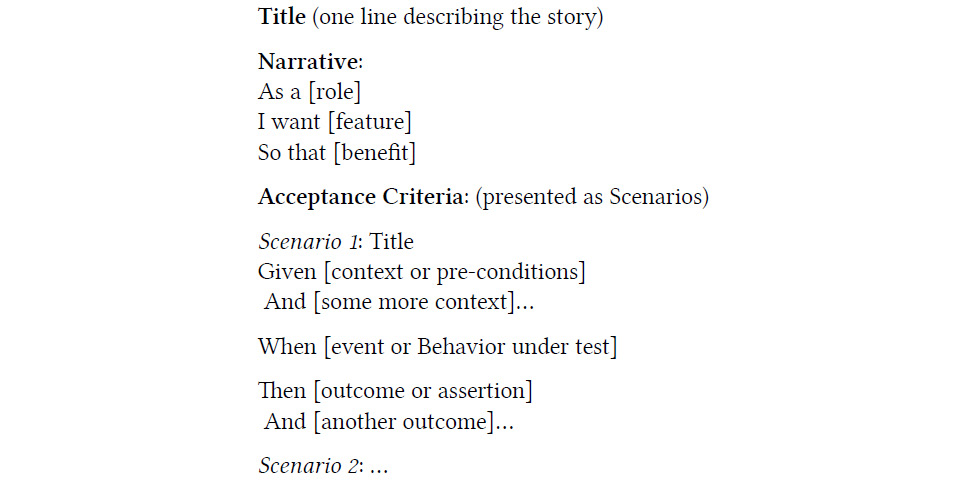 Title (one line describing the story)
Narrative:
As a [role]
I want [feature]
So that [benefit]
Acceptance Criteria: (presented as Scenarios)
Scenario 1: Title
Given [context or pre-conditions]
And [some more context]...
When [event or Behavior under test]
Then [outcome or assertion]
And [another outcome]...
Scenario 2: ...